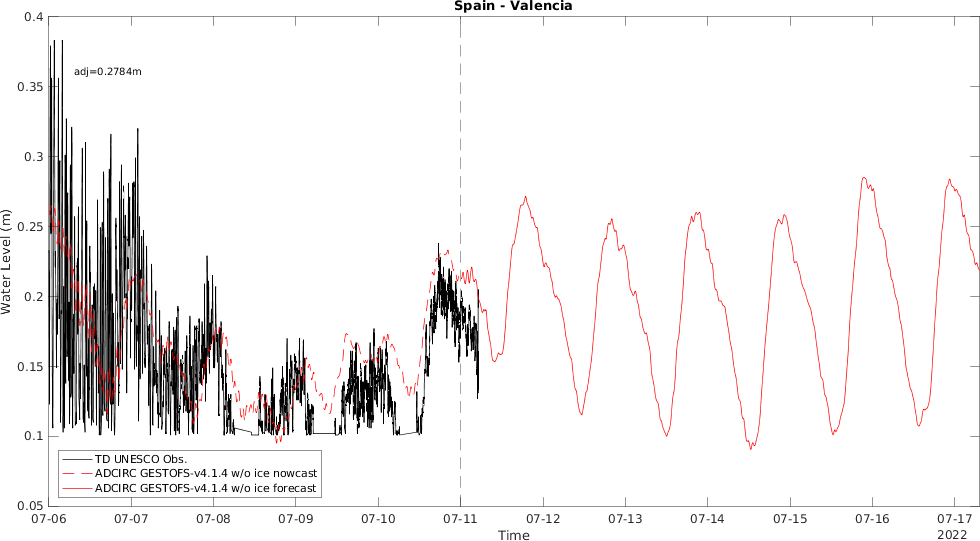 Spain - Valencia
0.4
adj=0.2784m
0.35
0.3
0.25
0.2
0.15
0.1
0.05
Water Level (m)
TD UNESCO Obs.
ADCIRC GESTOFS-v4.1.4 w/o ice nowcast
ADCIRC GESTOFS-v4.1.4 w/o ice forecast
07-06 07-07 07-08 07-09 07-10 07-11 07-12 07-13 07-14 07-15 07-16 07-17
Time
2022